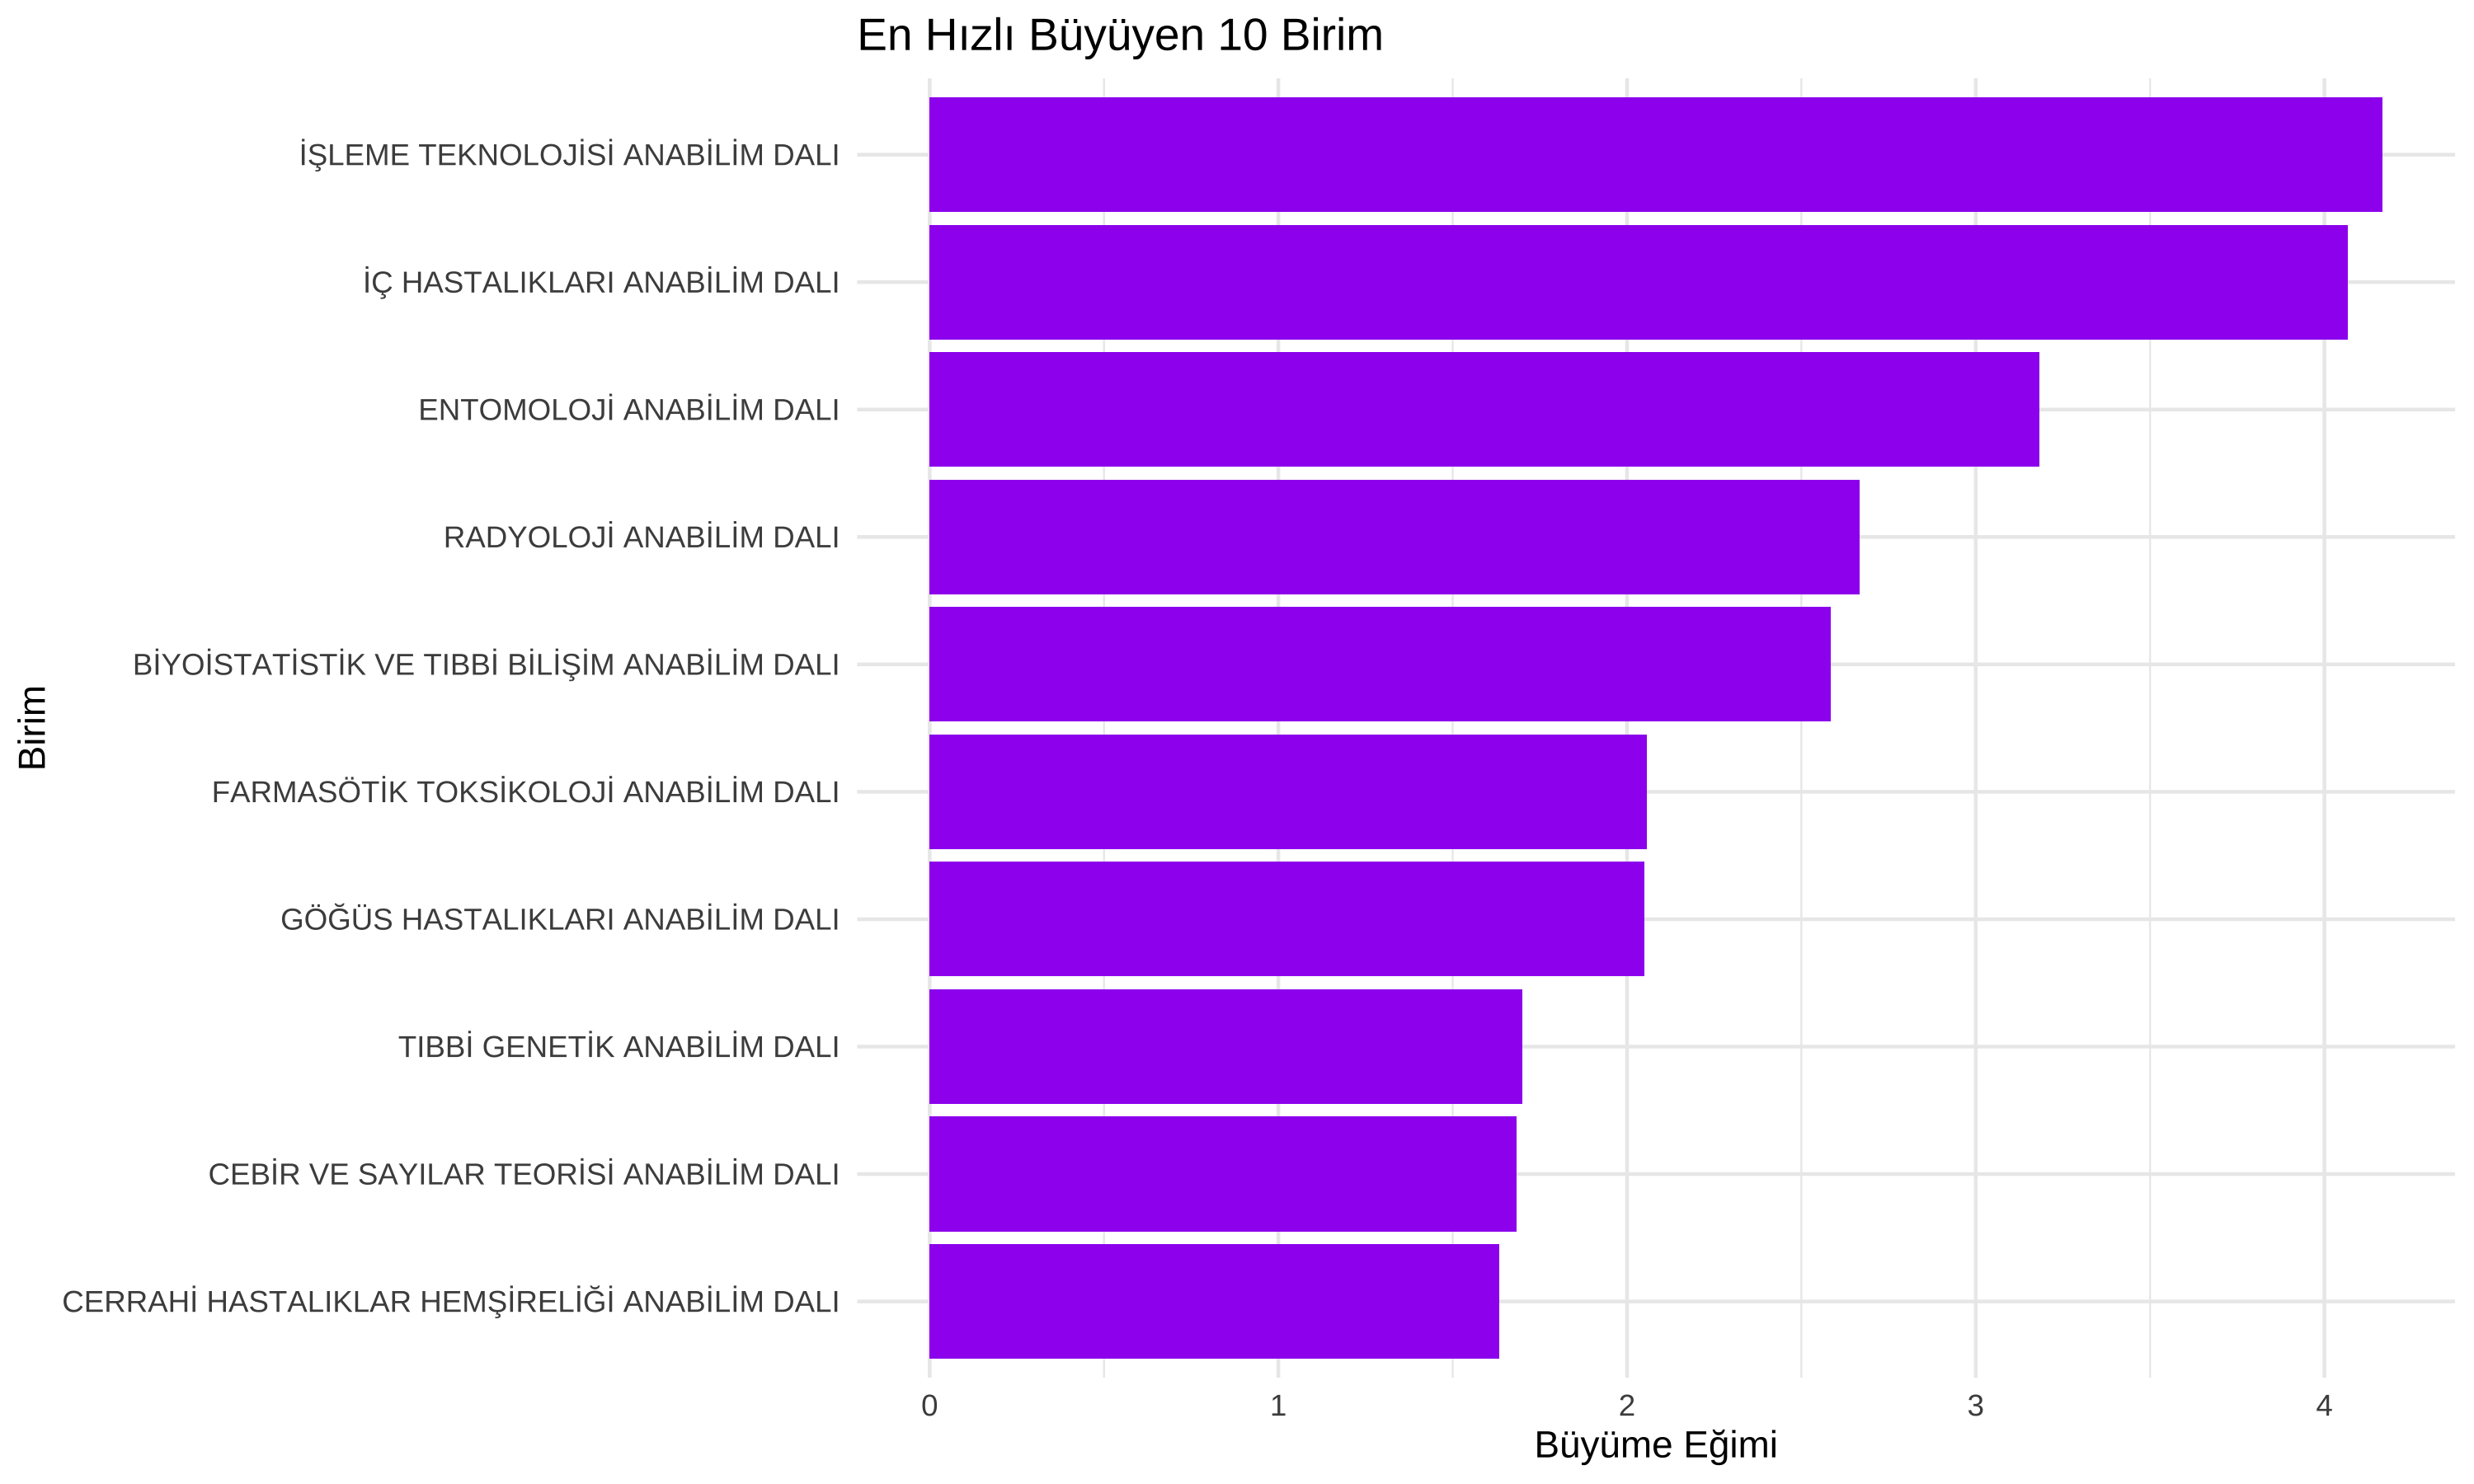 En Hızlı Büyüyen 10 Birim
İŞLEME TEKNOLOJİSİ ANABİLİM DALI
İÇ HASTALIKLARI ANABİLİM DALI
ENTOMOLOJİ ANABİLİM DALI
RADYOLOJİ ANABİLİM DALI
BİYOİSTATİSTİK VE TIBBİ BİLİŞİM ANABİLİM DALI
FARMASÖTİK TOKSİKOLOJİ ANABİLİM DALI
GÖĞÜS HASTALIKLARI ANABİLİM DALI
TIBBİ GENETİK ANABİLİM DALI
CEBİR VE SAYILAR TEORİSİ ANABİLİM DALI
CERRAHİ HASTALIKLAR HEMŞİRELİĞİ ANABİLİM DALI
Birim
0 1 2 3 4
Büyüme Eğimi